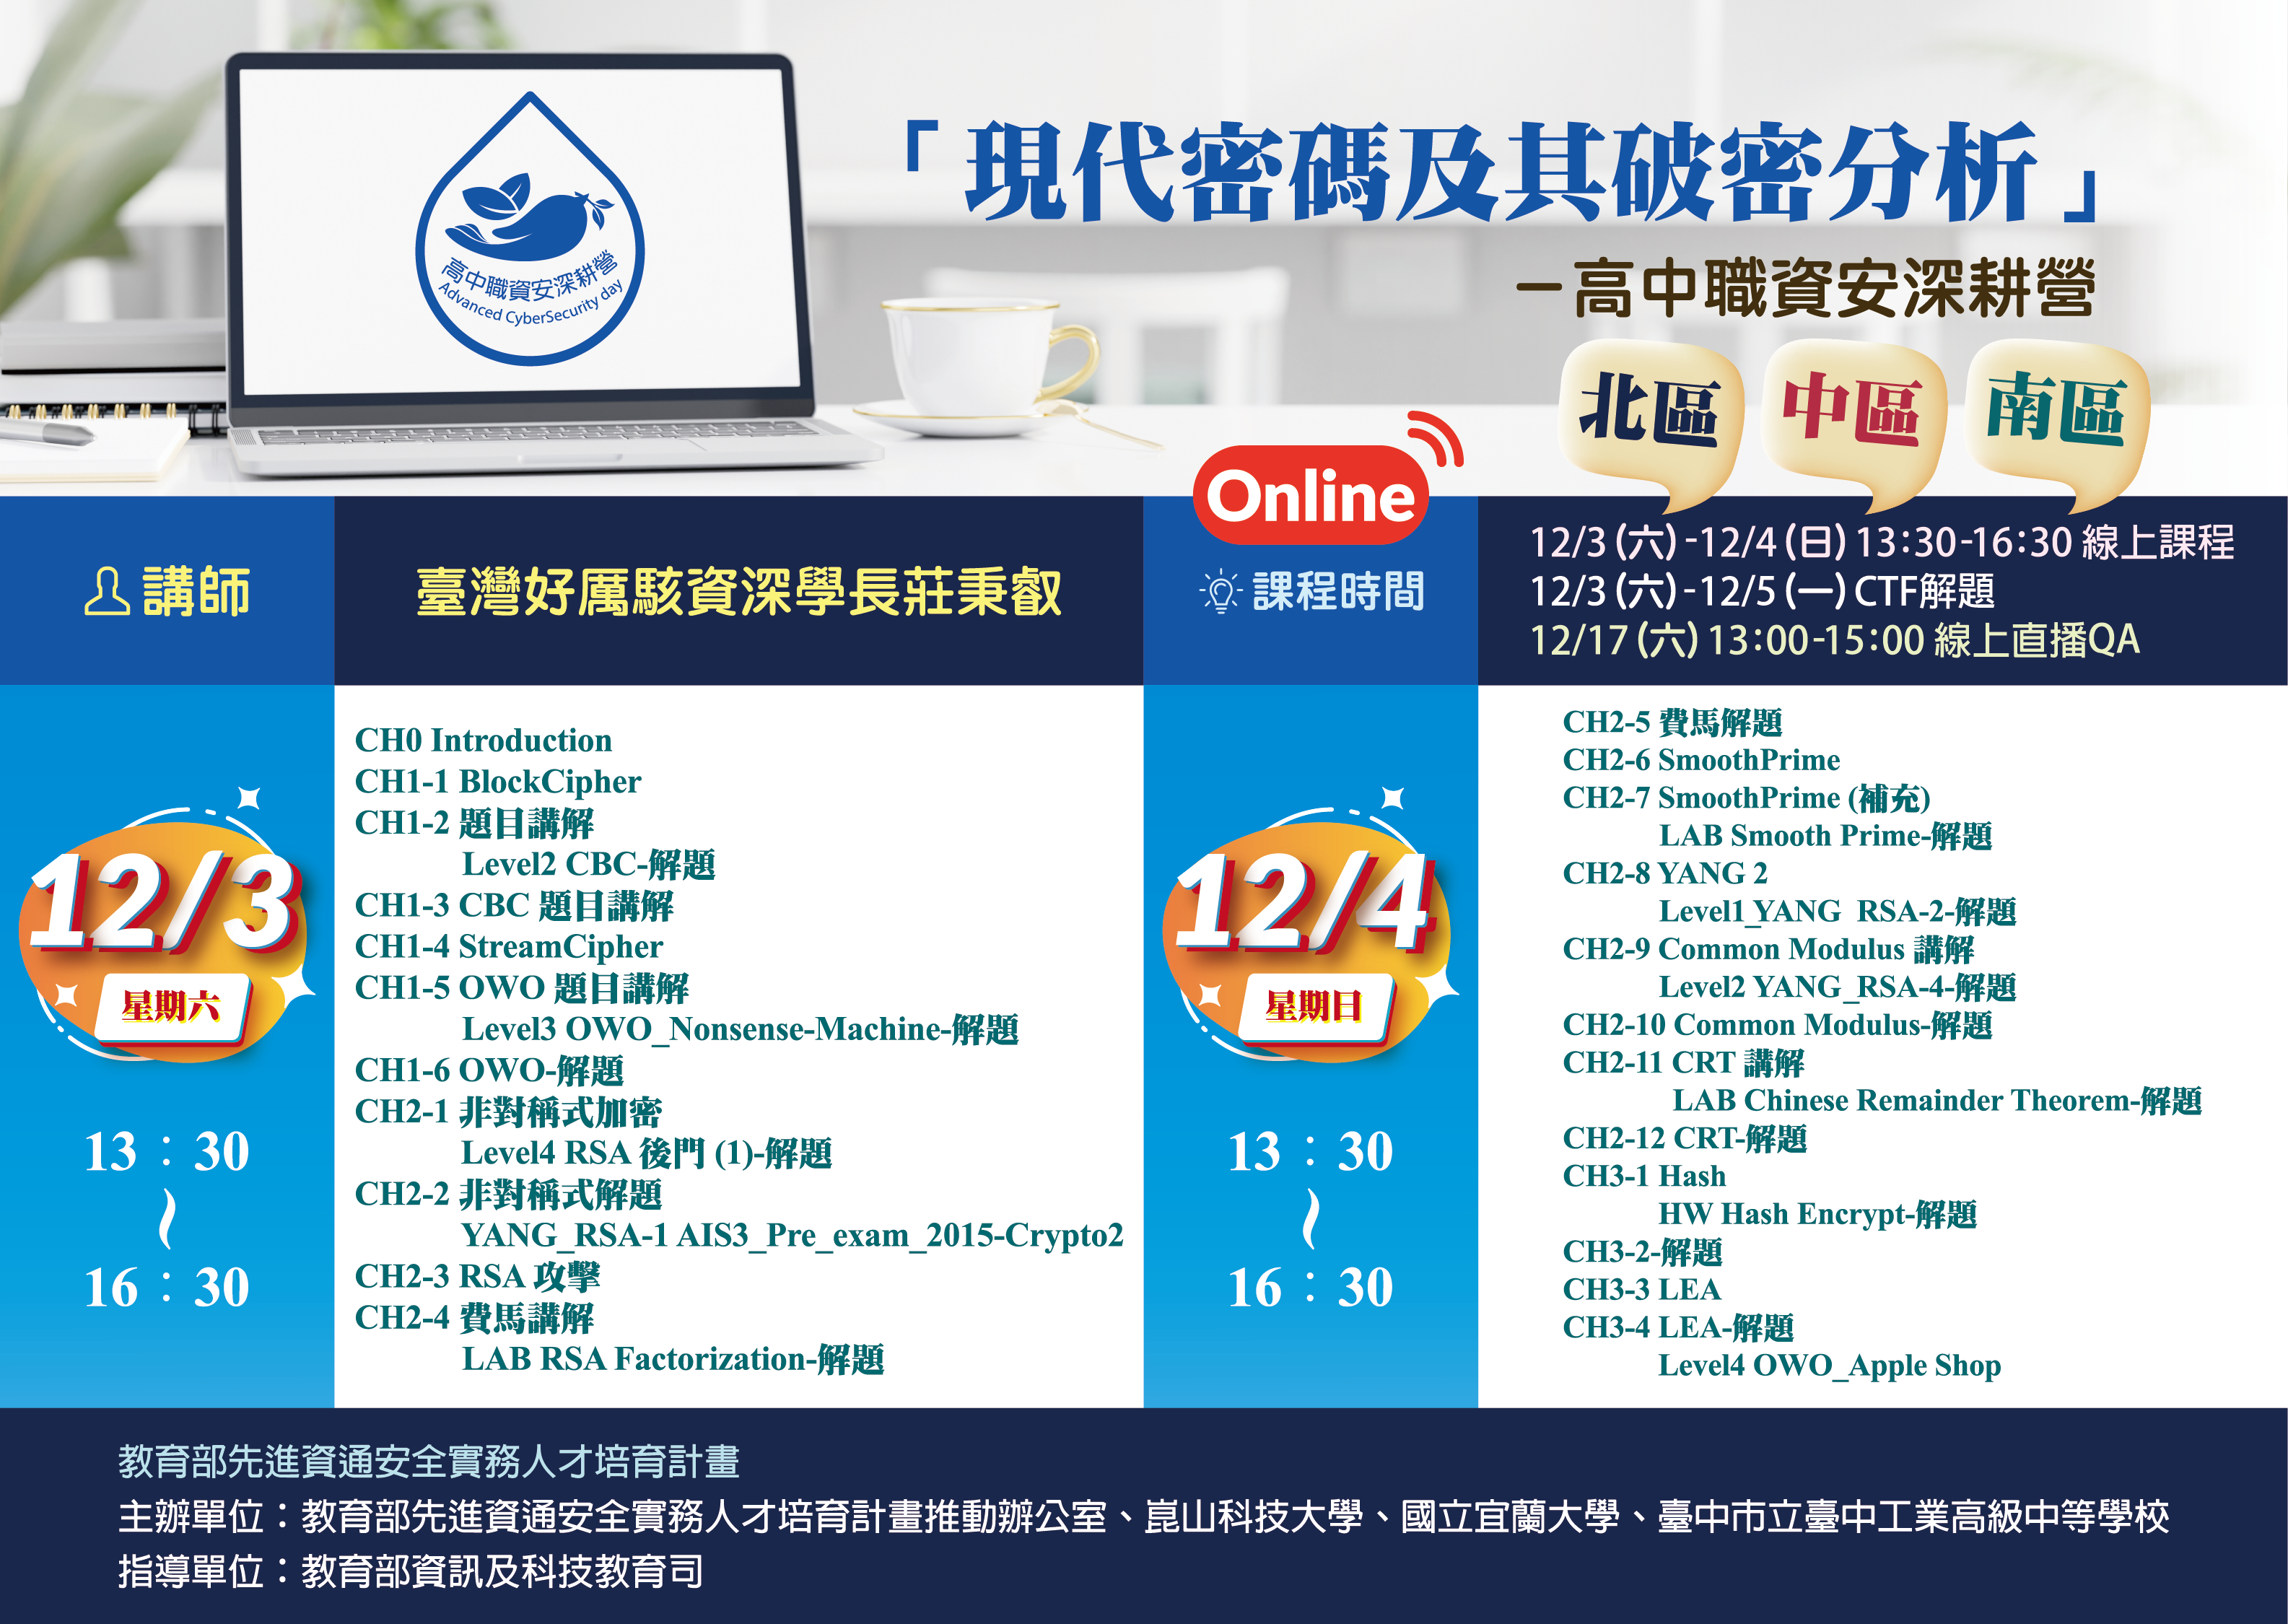 「現代密碼及其破密分析」
－高中職資安深耕營
高中職資安深耕營
Advanced CyberSecurity day
北區 中區 南區
Online
講師
臺灣好厲駭資深學長莊秉叡
課程時間
12/3(六)-12/4(日)13:30-16:30 線上課程
12/3(六)-12/5(一)CTF解題
12/17(六)13:00-15:00 線上直播QA
12/3
星期六
13：30
~
16：30
CH0 Introduction
CH1-1 BlockCipher
CH1-2 題目講解
Level2 CBC-解題
CH1-3 CBC 題目講解
CH1-4 StreamCipher
CH1-5 OWO 題目講解
Level3 OWO_Nonsense-Machine-解題
CH1-6 OWO-解題
CH2-1 非對稱式加密
Level4 RSA 後門 (1)-解題
CH2-2 非對稱式解題
YANG_RSA-1 AIS3_Pre_exam_2015-Crypto2
CH2-3 RSA 攻擊
CH2-4 費馬講解
LAB RSA Factorization-解題
12/4
星期日
13：30
~
16：30
CH2-5 費馬解題
CH2-6 SmoothPrime
CH2-7 SmoothPrime (補充)
LAB Smooth Prime-解題
CH2-8 YANG 2
Level1_YANG RSA-2-解題
CH2-9 Common Modulus 講解
Level2 YANG_RSA-4-解題
CH2-10 Common Modulus-解題
CH2-11 CRT 講解
LAB Chinese Remainder Theorem-解題
CH2-12 CRT-解題
CH3-1 Hash
HW Hash Encrypt-解題
CH3-2-解題
CH3-3 LEA
CH3-4 LEA-解題
Level4 OWO_Apple Shop
教育部先進資通安全實務人才培育計畫
主辦單位：教育部先進資通安全實務人才培育計畫推動辦公室、崑山科技大學、國立宜蘭大學、臺中市立臺中工業高級中等學校
指導單位：教育部資訊及科技教育司